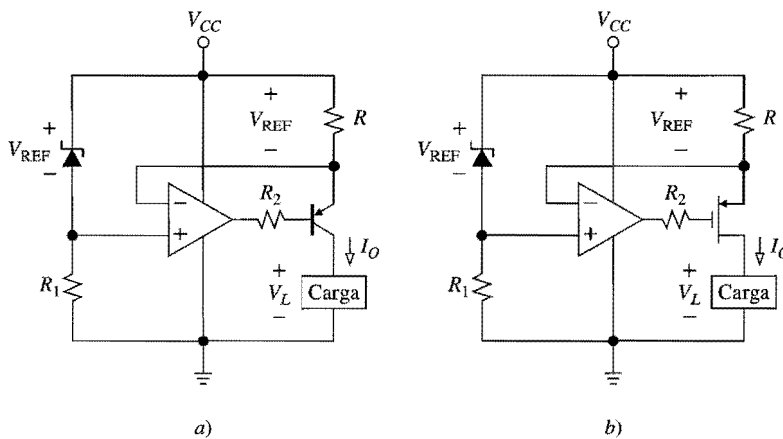 V_CC
+
V_REF
−
R
+
V_REF
−
−
+
R_2
I_O
R_1
+
V_L
−
Carga
a)
V_CC
+
V_REF
−
R
+
V_REF
−
−
+
R_2
I_O
R_1
+
V_L
−
Carga
b)